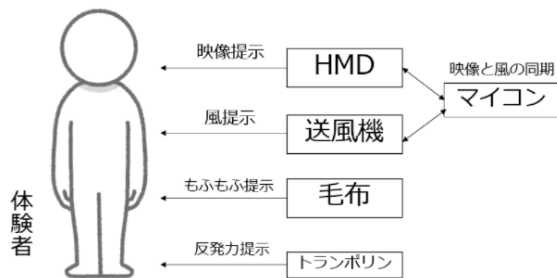 映像提示
HMD
映像と風の同期
マイコン
風提示
送風機
もふもふ提示
毛布
反発力提示
トランポリン
体験者